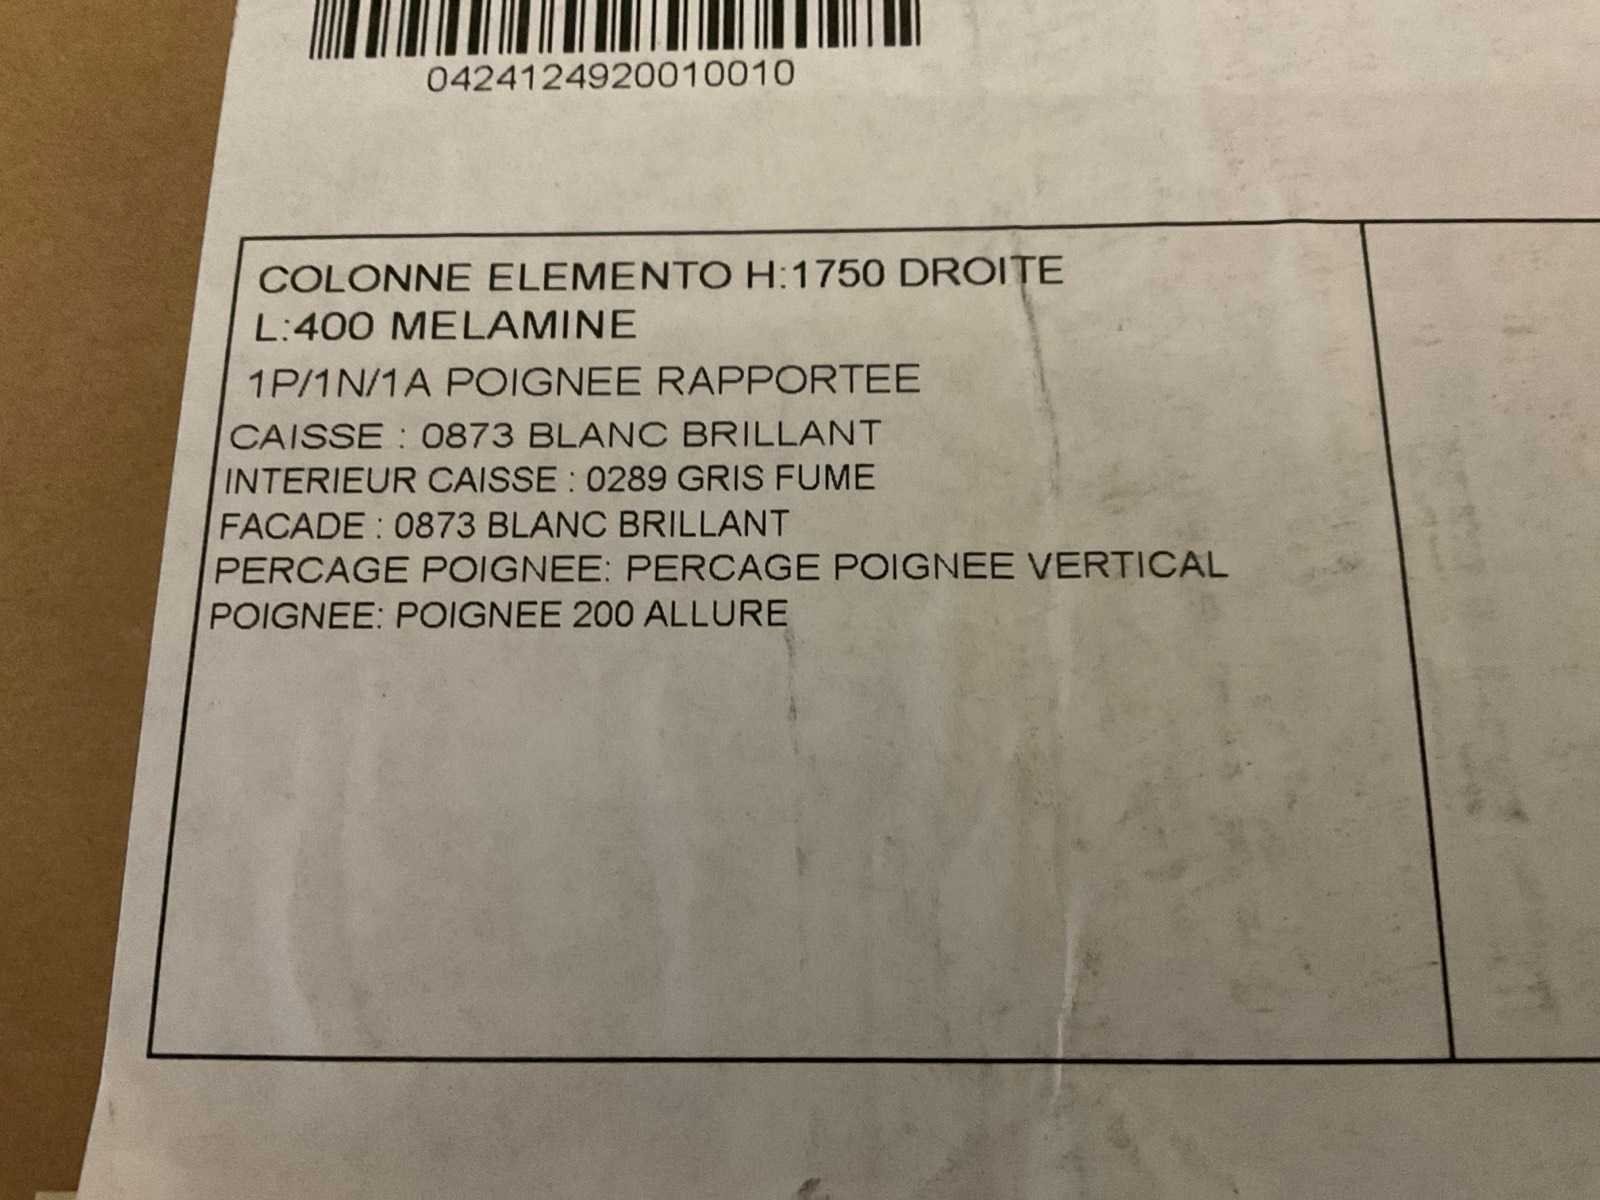 0424124920010010
COLONNE ELEMENTO H:1750 DROITE
L:400 MELAMINE
1P/1N/1A POIGNEE RAPPORTEE
CAISSE : 0873 BLANC BRILLANT
INTERIEUR CAISSE : 0289 GRIS FUME
FACADE : 0873 BLANC BRILLANT
PERCAGE POIGNEE: PERCAGE POIGNEE VERTICAL
POIGNEE: POIGNEE 200 ALLURE